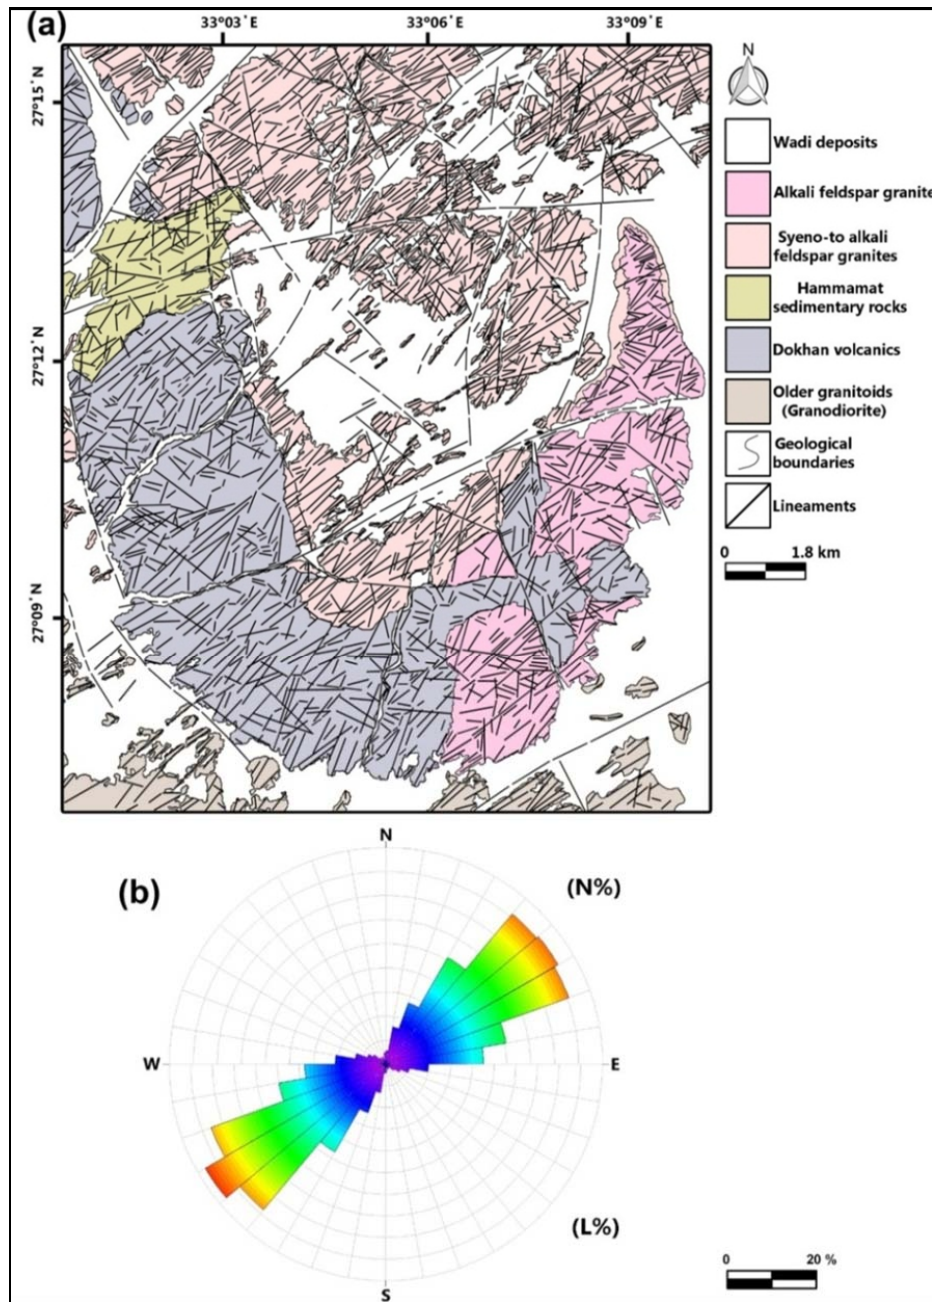 (a)
33°03´ E
33°06´ E
33°09´ E
27°15´ N
27°12´ N
27°09´ N
N
Wadi deposits
Alkali feldspar granite
Syeno-to alkali
feldspar granites
Hammamat
sedimentary rocks
Dokhan volcanics
Older granitoids
(Granodiorite)
Geological
boundaries
Lineaments
0 1.8 km
(b)
N
(N%)
W
E
(L%)
S
0 20 %